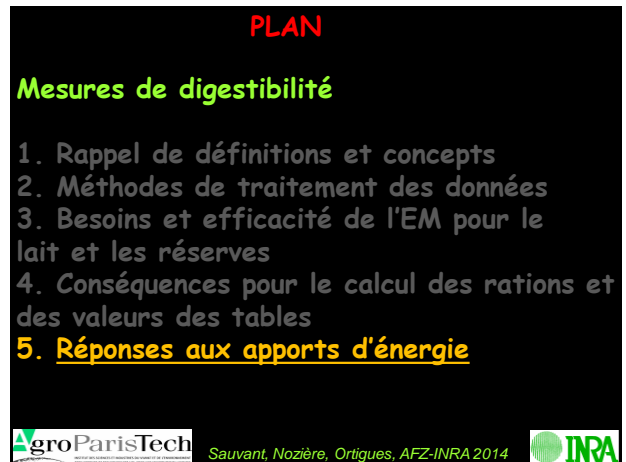 PLAN
Mesures de digestibilité
1. Rappel de définitions et concepts
2. Méthodes de traitement des données
3. Besoins et efficacité de l'EM pour le
lait et les réserves
4. Conséquences pour le calcul des rations et
des valeurs des tables
5. Réponses aux apports d'énergie
AgroParisTech
Sauvant, Nozière, Ortigues, AFZ-INRA 2014
INRA